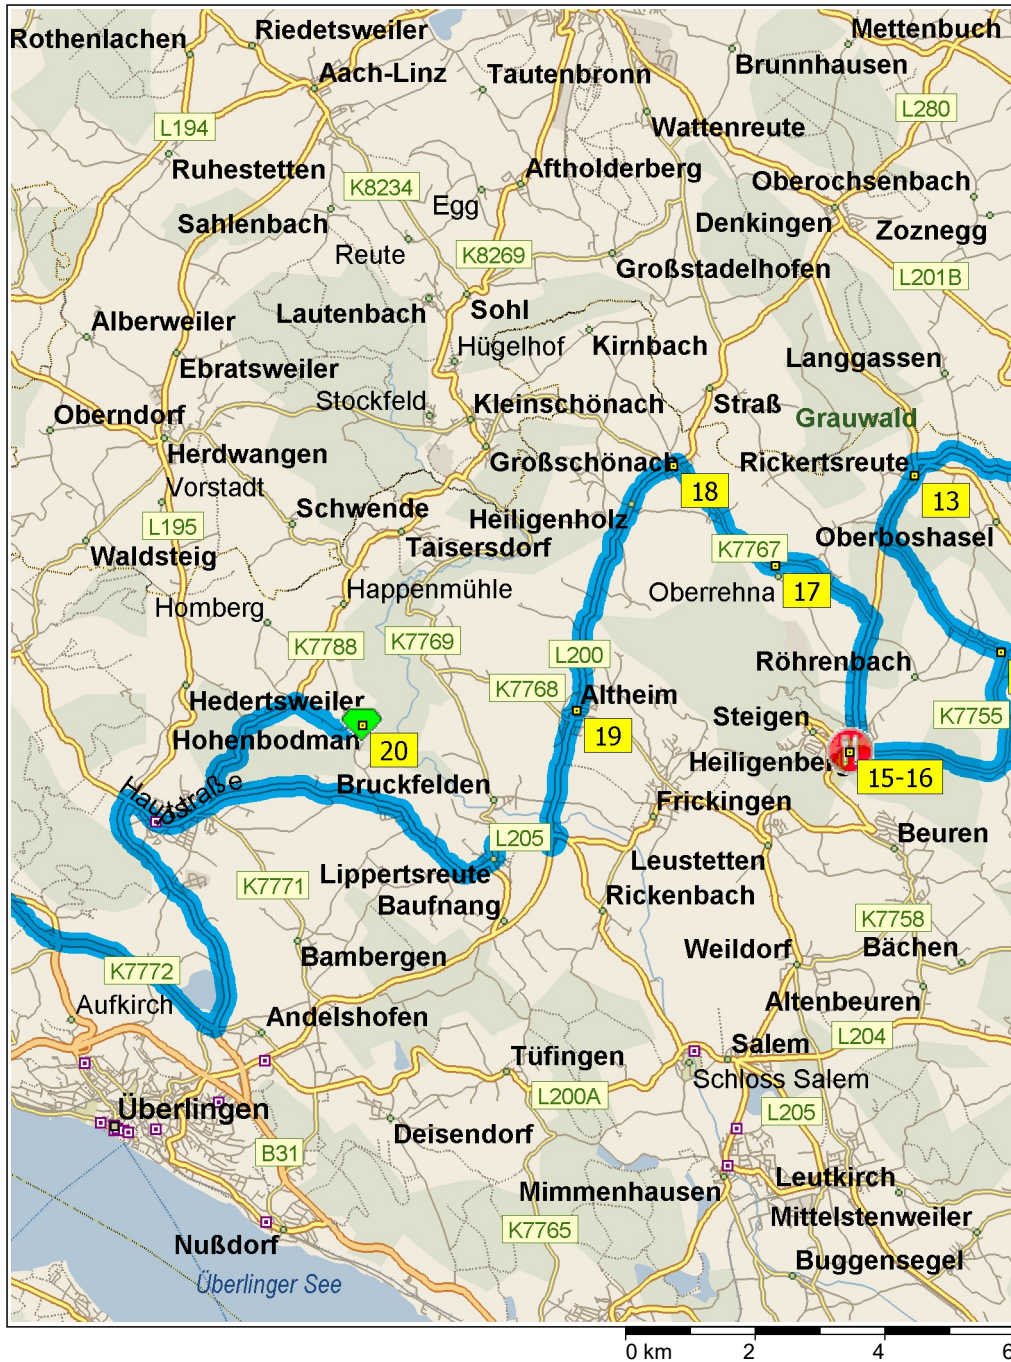 Rothenlachen
Riedetsweiler
Mettenbuch
Aach-Linz
Tautenbronn
Brunnhausen
L194
L280
Wattenreute
Ruhestetten
K8234
Aftholderberg
Oberochsenbach
Egg
Sahlenbach
Denkingen
Zoznegg
Reute
K8269
Großstadelhofen
L201B
Lautenbach
Sohl
Alberweiler
Hügelhof
Kirnbach
Langgassen
Ebratsweiler
Stockfeld
Kleinschönach
Straß
Oberndorf
Grauwald
Herdwangen
Großschönach
Rickertsreute
Vorstadt
18
13
Schwende
Heiligenholz
L195
Taisersdorf
K7767
Oberboshasel
Waldsteig
Happenmühle
Oberrehna
17
Homberg
K7788
K7769
L200
Röhrenbach
Hedertsweiler
K7768
Altheim
Steigen
K7755
Hohenbodman
20
19
Heiligenberg
15-16
Hauptstraße
Bruckfelden
Frickingen
Beuren
L205
Lippertsreute
Leustetten
K7771
Baufnang
Rickenbach
K7758
Bambergen
Weildorf
Bächen
K7772
Aufkirch
Andelshofen
Altenbeuren
Tüfingen
Salem
L204
Schloss Salem
L200A
L205
Überlingen
Deisendorf
B31
Mimmenhausen
Leutkirch
Nußdorf
K7765
Mittelstenweiler
Buggensegel
Überlinger See
0 km 2 4 6